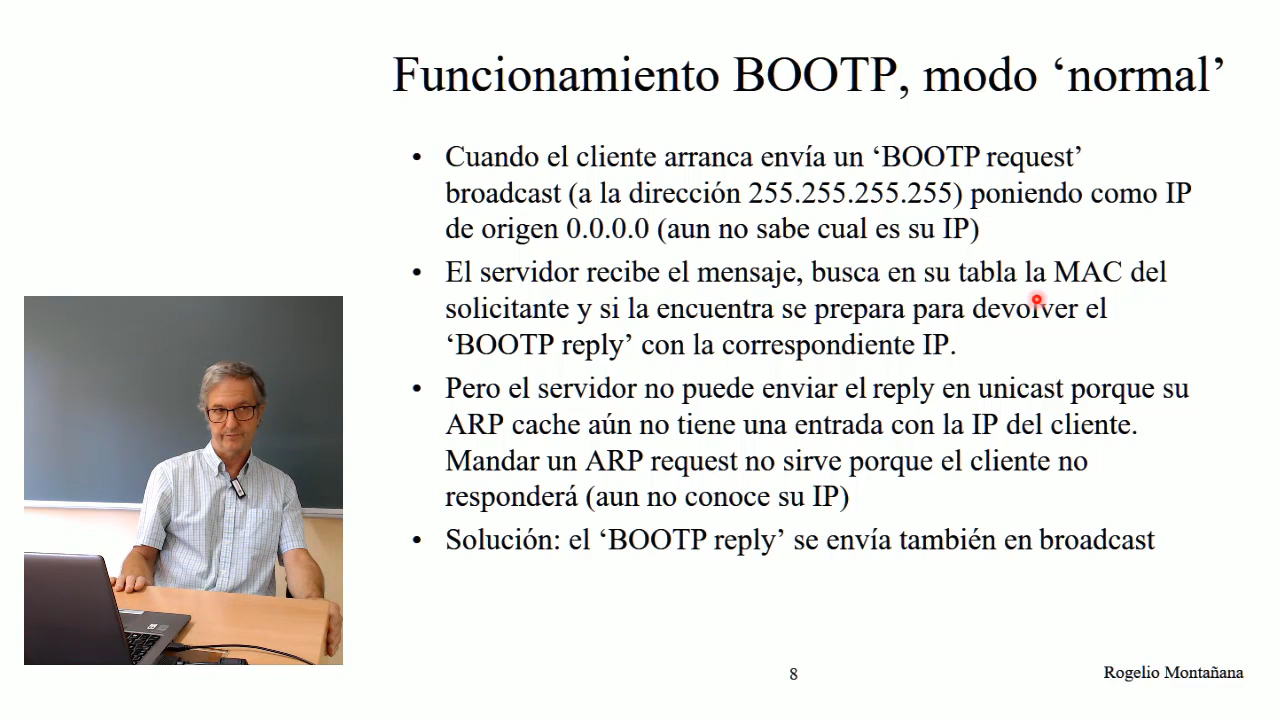 Funcionamiento BOOTP, modo ‘normal’
• Cuando el cliente arranca envía un ‘BOOTP request’
broadcast (a la dirección 255.255.255.255) poniendo como IP
de origen 0.0.0.0 (aun no sabe cual es su IP)
• El servidor recibe el mensaje, busca en su tabla la MAC del
solicitante y si la encuentra se prepara para devolver el
‘BOOTP reply’ con la correspondiente IP.
• Pero el servidor no puede enviar el reply en unicast porque su
ARP cache aún no tiene una entrada con la IP del cliente.
Mandar un ARP request no sirve porque el cliente no
responderá (aun no conoce su IP)
• Solución: el ‘BOOTP reply’ se envía también en broadcast
8
Rogelio Montañana